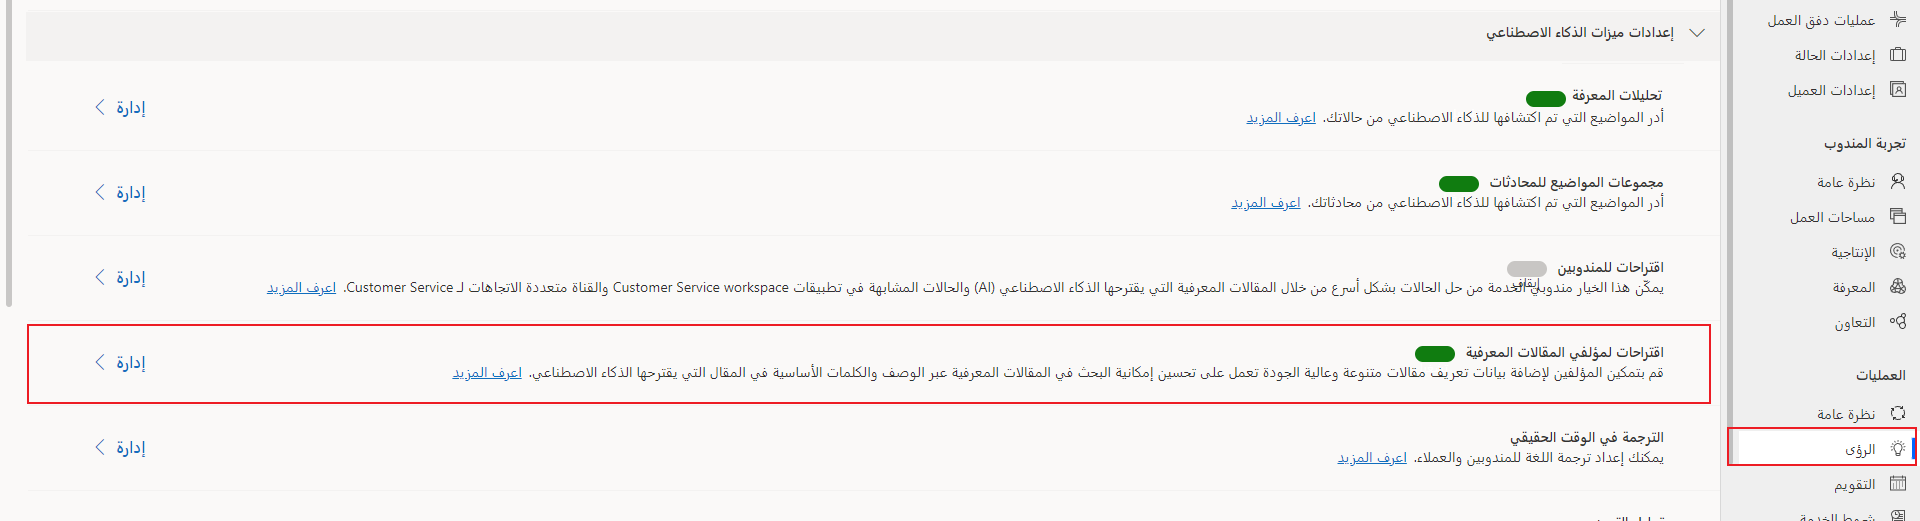 عمليات دفق العمل
إعدادات الحالة
إعدادات العميل
تجربة المندوب
نظرة عامة
مساحات العمل
الإنتاجية
المعرفة
التعاون
العمليات
نظرة عامة
الرؤى
التقويم
شروط الخدمة
إعدادات ميزات الذكاء الاصطناعي
تحليلات المعرفة
أدر المواضيع التي تم اكتشافها للذكاء الاصطناعي من حالاتك. اعرف المزيد
إدارة
مجموعات المواضيع للمحادثات
أدر المواضيع التي تم اكتشافها للذكاء الاصطناعي من محادثاتك. اعرف المزيد
إدارة
اقتراحات للمندوبين
إيقاف
يمكّن هذا الخيار مندوبي الخدمة من حل الحالات بشكل أسرع من خلال المقالات المعرفية التي يقترحها الذكاء الاصطناعي (AI) والحالات المشابهة في تطبيقات Customer Service workspace والقناة متعددة الاتجاهات لـ Customer Service. اعرف المزيد
إدارة
اقتراحات لمؤلفي المقالات المعرفية
قم بتمكين المؤلفين لإضافة بيانات تعريف مقالات متنوعة وعالية الجودة تعمل على تحسين إمكانية البحث في المقالات المعرفية عبر الوصف والكلمات الأساسية في المقال التي يقترحها الذكاء الاصطناعي. اعرف المزيد
إدارة
الترجمة في الوقت الحقيقي
يمكنك إعداد ترجمة اللغة للمندوبين والعملاء. اعرف المزيد
إدارة